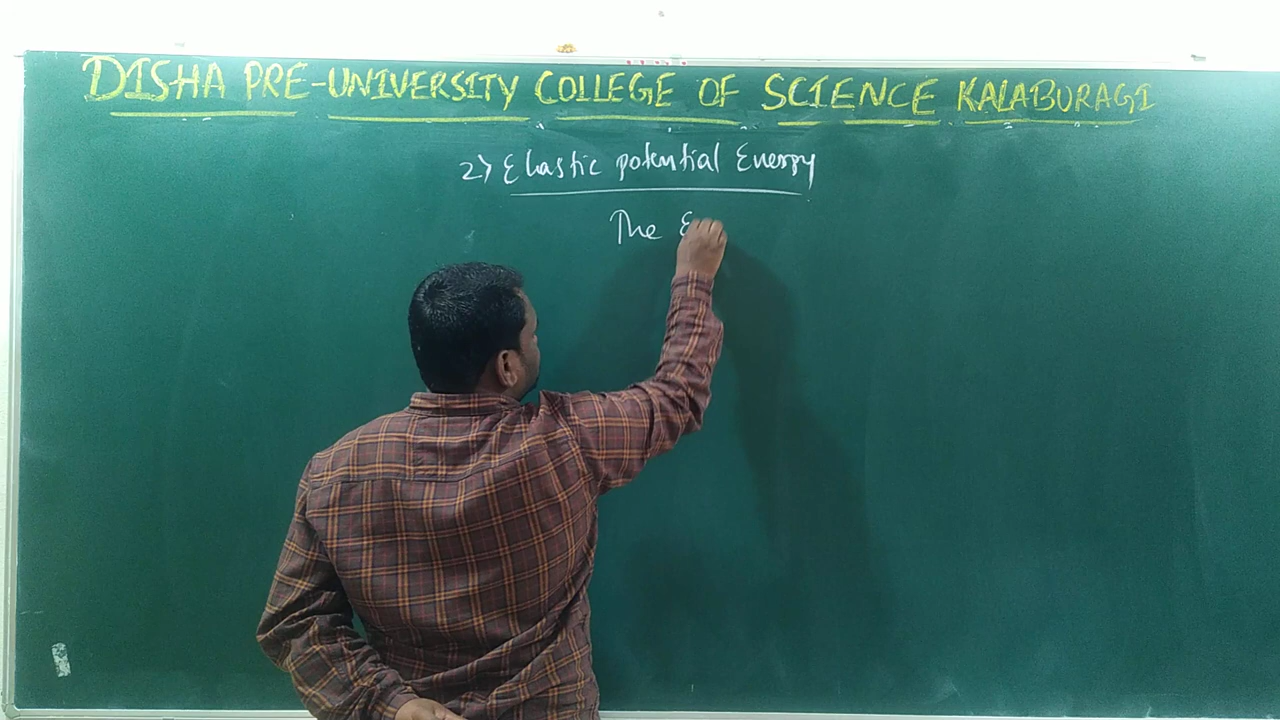 DISHA PRE-UNIVERSITY COLLEGE OF SCIENCE KALABURAGI
2) Elastic potential Energy
The E